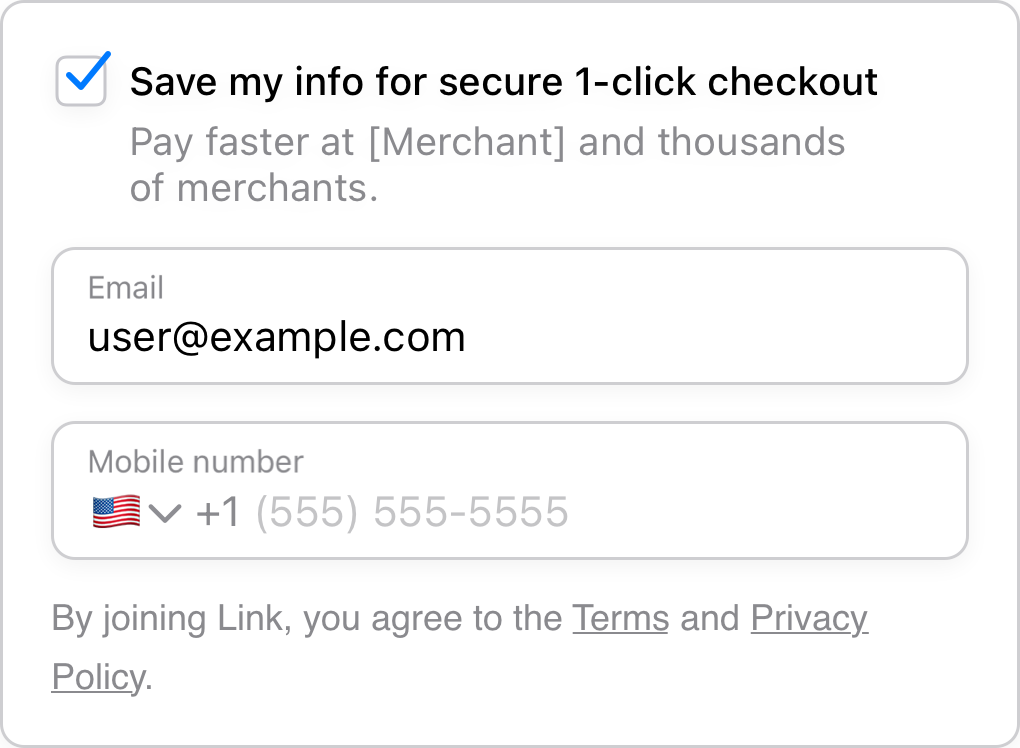 Save my info for secure 1-click checkout
Pay faster at [Merchant] and thousands
of merchants.
Email
user@example.com
Mobile number
+1 (555) 555-5555
By joining Link, you agree to the Terms and Privacy
Policy.